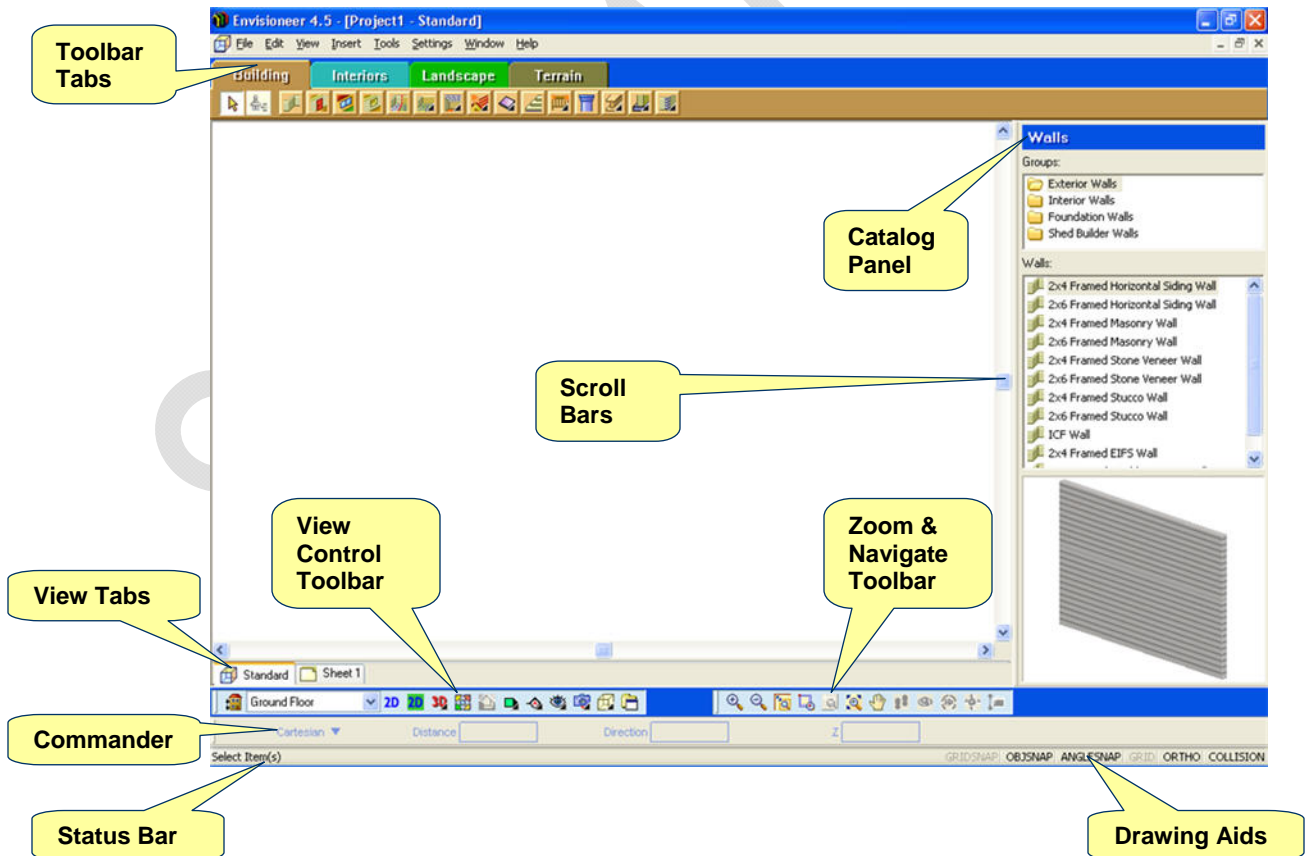 Envisioneer 4.5 - [Project1 - Standard]
File Edit View Insert Tools Settings Window Help
Toolbar
Tabs
Building Interiors Landscape Terrain
Walls
Groups:
Exterior Walls
Interior Walls
Foundation Walls
Shed Builder Walls
Catalog
Panel
Walls:
2x4 Framed Horizontal Siding Wall
2x6 Framed Horizontal Siding Wall
2x4 Framed Masonry Wall
2x6 Framed Masonry Wall
2x4 Framed Stone Veneer Wall
2x6 Framed Stone Veneer Wall
2x4 Framed Stucco Wall
2x6 Framed Stucco Wall
ICF Wall
2x4 Framed EIFS Wall
Scroll
Bars
View
Control
Toolbar
Zoom &
Navigate
Toolbar
View Tabs
Standard Sheet 1
Ground Floor 2D 2D 3D
Commander
Cartesian Distance Direction Z
Select Item(s)
GRIDSNAP OBJSNAP ANGLESNAP GRID ORTHO COLLISION
Status Bar
Drawing Aids